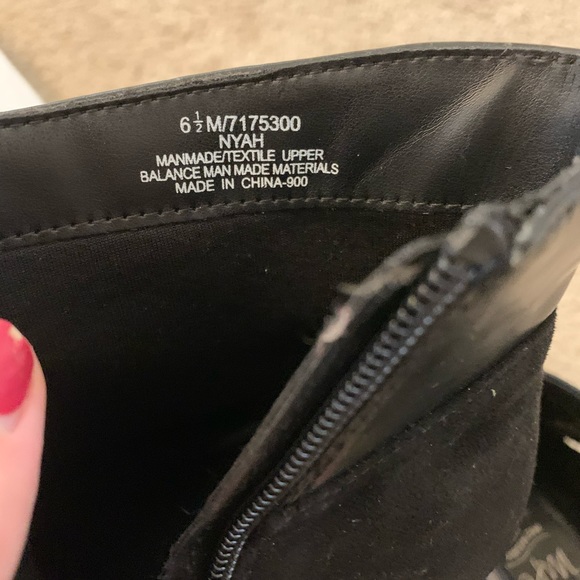 6 ½ M/7175300
NYAH
MANMADE/TEXTILE UPPER
BALANCE MAN MADE MATERIALS
MADE IN CHINA-900